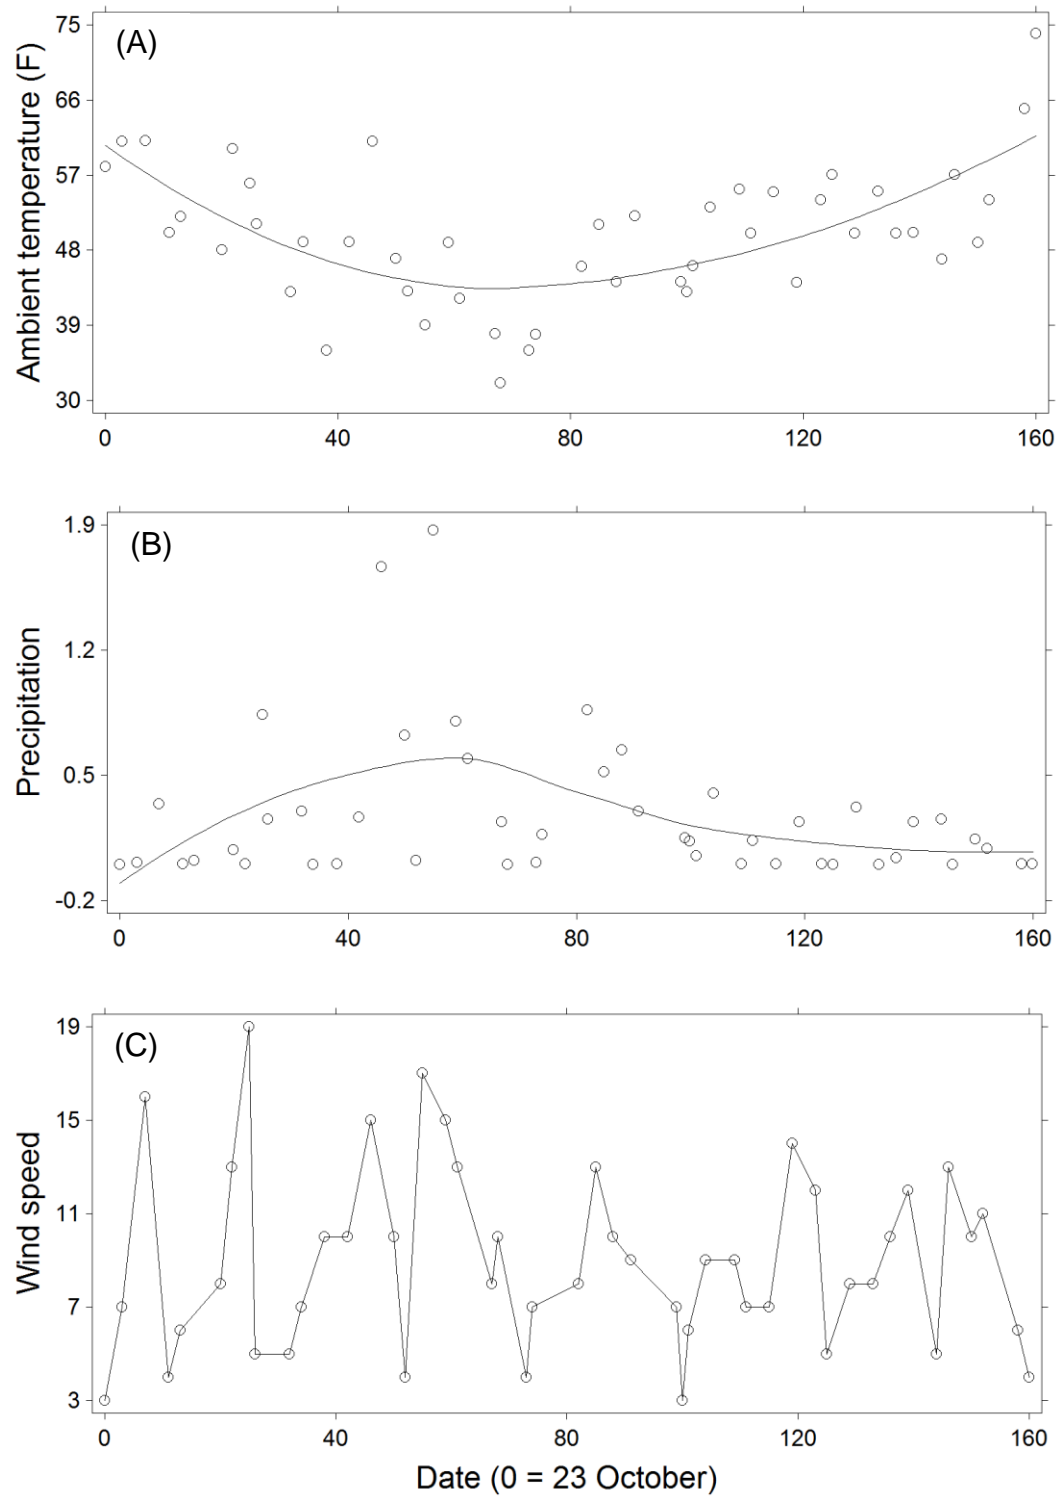 (A)
Ambient temperature (F)
75
66
57
48
39
30
0 40 80 120 160
(B)
Precipitation
1.9
1.2
0.5
-0.2
0 40 80 120 160
(C)
Wind speed
19
15
11
7
3
0 40 80 120 160
Date (0 = 23 October)